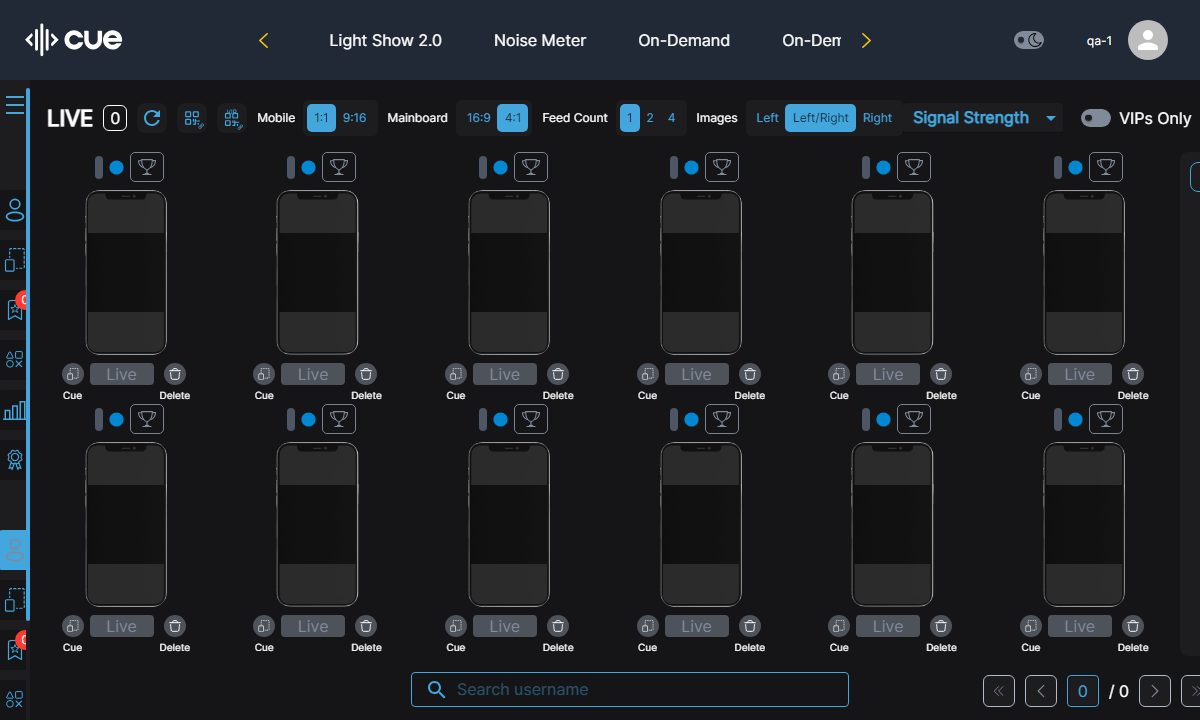 cue
Light Show 2.0
Noise Meter
On-Demand
On-Dem
qa-1
LIVE 0
VIP
Mobile 1:1 9:16
Mainboard 16:9 4:1
Feed Count 1 2 4
Images Left Left/Right Right
Signal Strength
VIPs Only
Live Live Live Live Live Live
Cue Delete Cue Delete Cue Delete Cue Delete Cue Delete Cue Delete
Live Live Live Live Live Live
Cue Delete Cue Delete Cue Delete Cue Delete Cue Delete Cue Delete
Search username
0 / 0